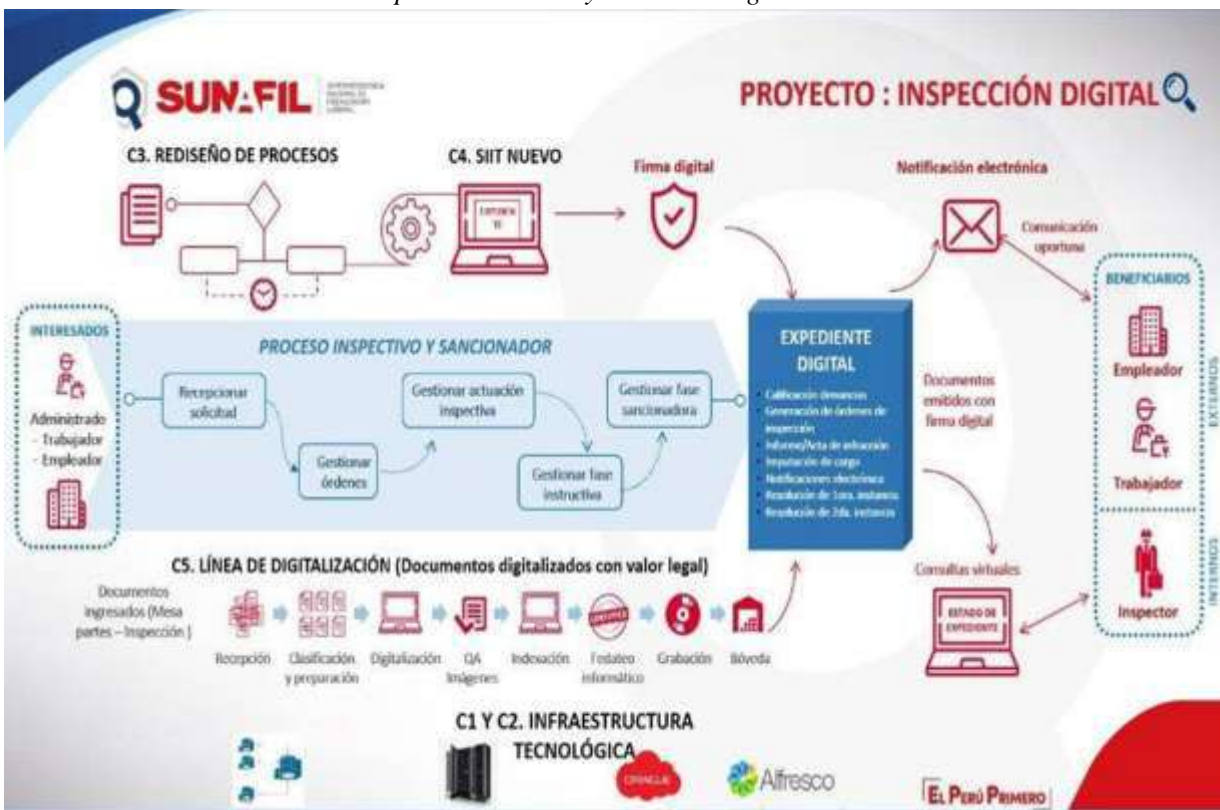 SUNAFIL
PROYECTO : INSPECCIÓN DIGITAL
C3. REDISEÑO DE PROCESOS
C4. SIIT NUEVO
Firma digital
Notificación electrónica
Comunicación
oportuna
INTERESADOS
Administrado
- Trabajador
- Empleador
PROCESO INSPECTIVO Y SANCIONADOR
Recepcionar
solicitud
Gestionar
órdenes
Gestionar actuación
inspectiva
Gestionar fase
instructiva
Gestionar fase
sancionadora
EXPEDIENTE
DIGITAL
• Calificación denuncias
• Generación de órdenes de
inspección
• Informe/Acta de infracción
• Imputación de cargo
• Notificaciones electrónica
• Resolución de 1era. instancia
• Resolución de 2da. instancia
Documentos
emitidos con
firma digital
BENEFICIARIOS
Empleador
Trabajador
EXTERNOS
Inspector
INTERNOS
Consultas virtuales
ESTADO DE
EXPEDIENTE
C5. LÍNEA DE DIGITALIZACIÓN (Documentos digitalizados con valor legal)
Documentos
ingresados (Mesa
partes – Inspección )
Recepción
Clasificación
y preparación
Digitalización
QA
Imágenes
Indexación
Fedateo
informático
Grabación
Bóveda
C1 Y C2. INFRAESTRUCTURA
TECNOLÓGICA
ORACLE
Alfresco
EL PERÚ PRIMERO